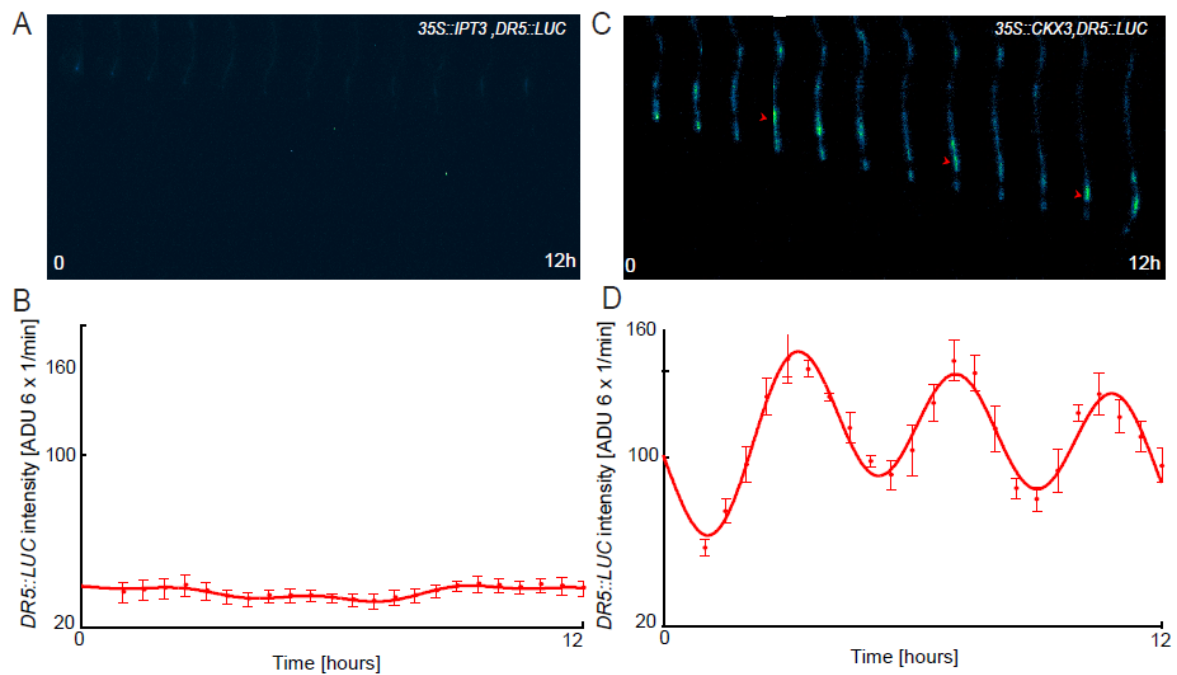 A
35S::IPT3 ,DR5::LUC
0
12h
B
DR5::LUC intensity [ADU 6 x 1/min]
160
100
20
0
12
Time [hours]
C
35S::CKX3,DR5::LUC
0
12h
D
DR5::LUC intensity [ADU 6 x 1/min]
160
100
20
0
12
Time [hours]